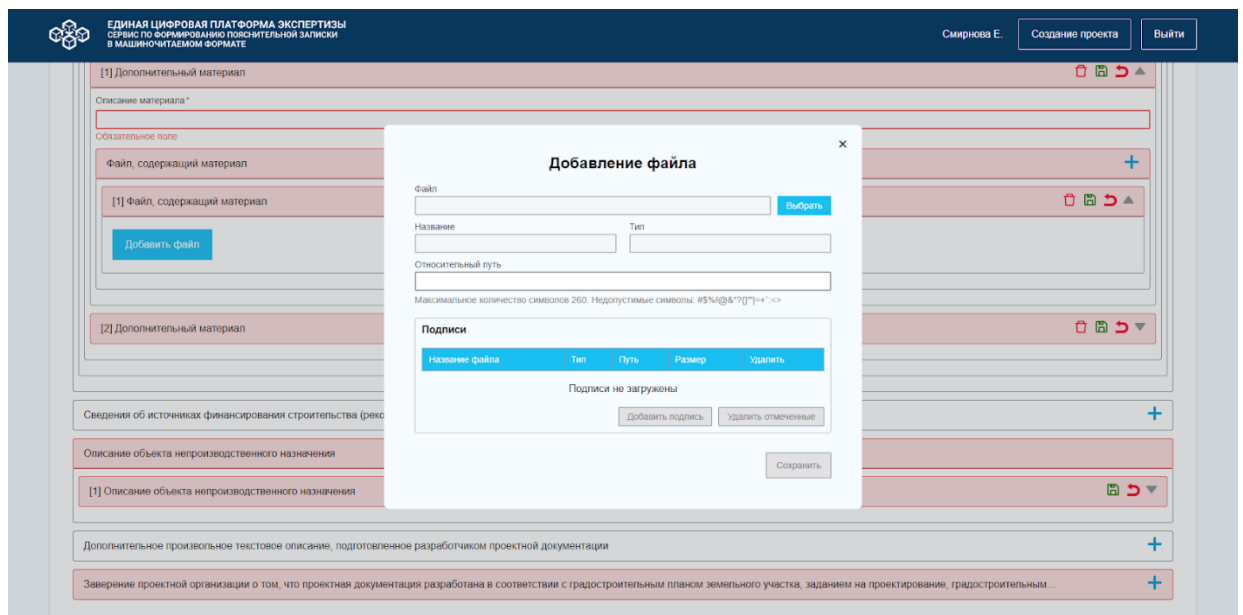 ЕДИНАЯ ЦИФРОВАЯ ПЛАТФОРМА ЭКСПЕРТИЗЫ
СЕРВИС ПО ФОРМИРОВАНИЮ ПОЯСНИТЕЛЬНОЙ ЗАПИСКИ
В МАШИНОЧИТАЕМОМ ФОРМАТЕ
Смирнова Е. Создание проекта Выйти
[1] Дополнительный материал
Описание материала*
Обязательное поле
Файл, содержащий материал
[1] Файл, содержащий материал
Добавить файл
[2] Дополнительный материал
Сведения об источниках финансирования строительства (реко
Описание объекта непроизводственного назначения
[1] Описание объекта непроизводственного назначения
Дополнительное произвольное текстовое описание, подготовленное разработчиком проектной документации
Заверение проектной организации о том, что проектная документация разработана в соответствии с градостроительным планом земельного участка, заданием на проектирование, градостроительным...
Добавление файла
Файл
Выбрать
Название Тип
Относительный путь
Максимальное количество символов 260. Недопустимые символы:
Подписи
Название файла Тип Путь Размер Удалить
Подписи не загружены
Добавить подпись Удалить отмеченные
Сохранить